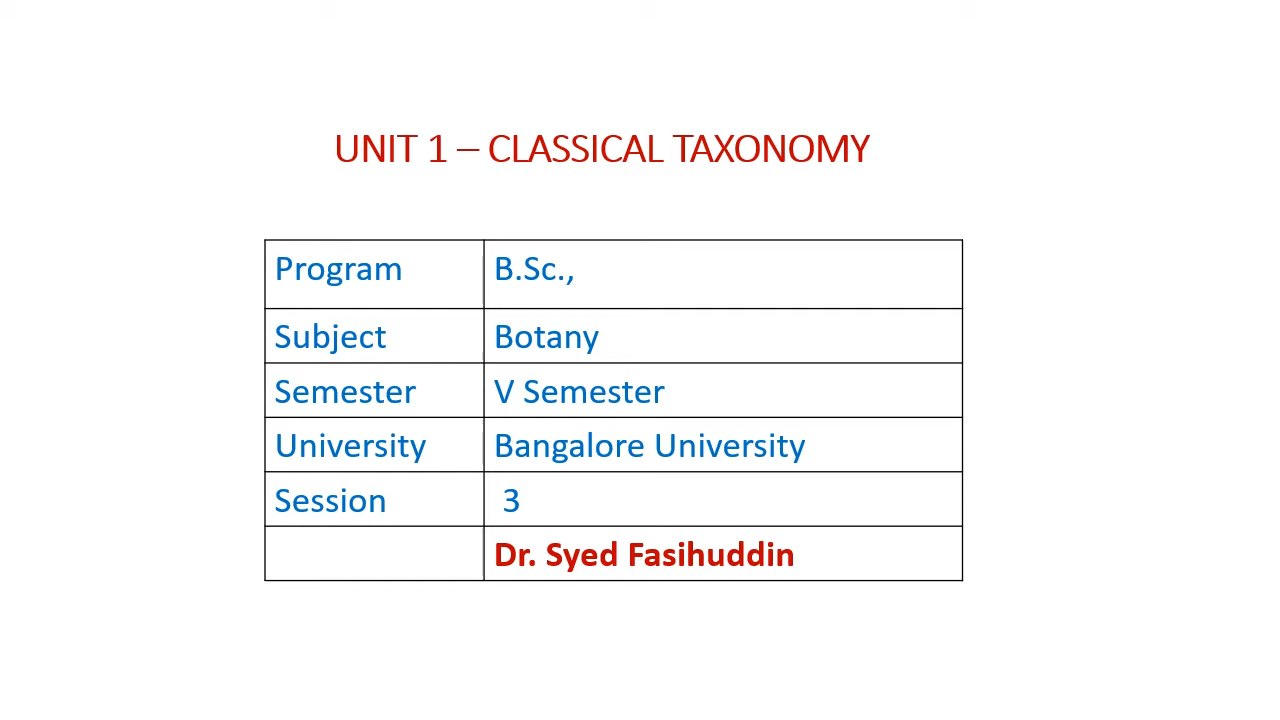 UNIT 1 – CLASSICAL TAXONOMY
Program B.Sc.,
Subject Botany
Semester V Semester
University Bangalore University
Session 3
Dr. Syed Fasihuddin